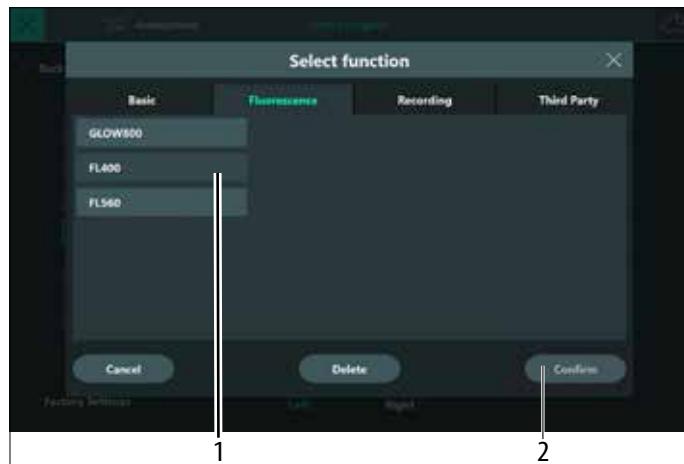 Select function
Basic Fluorescence Recording Third Party
GLOW800
FL400
FL560
Cancel Delete Confirm
Factory Settings Left Right
1 2